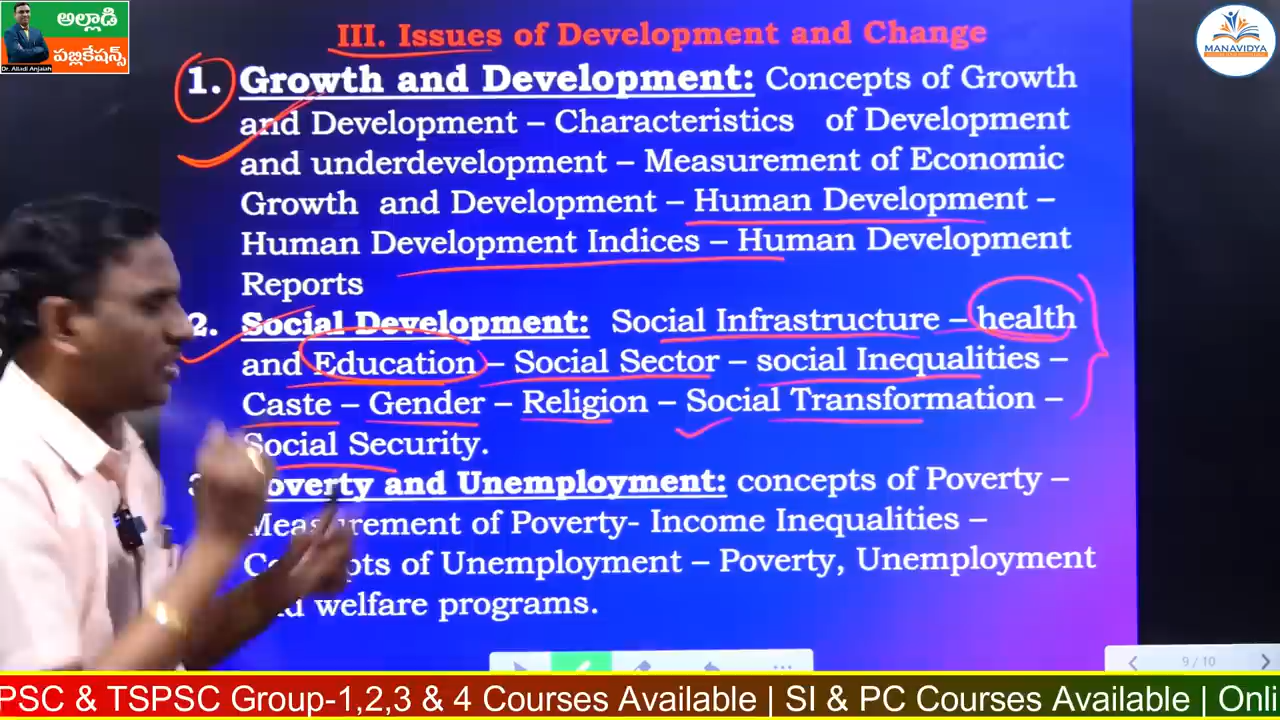 అల్లాడి
పబ్లికేషన్స్
Dr. Alladi Anjaiah
MANAVIDYA
III. Issues of Development and Change
1. Growth and Development: Concepts of Growth
and Development – Characteristics of Development
and underdevelopment – Measurement of Economic
Growth and Development – Human Development –
Human Development Indices – Human Development
Reports
2. Social Development: Social Infrastructure – health
and Education – Social Sector – social Inequalities –
Caste – Gender – Religion – Social Transformation –
Social Security.
Poverty and Unemployment: concepts of Poverty –
Measurement of Poverty- Income Inequalities –
of Unemployment – Poverty, Unemployment
welfare programs.
9 / 10
PSC & TSPSC Group-1,2,3 & 4 Courses Available | SI & PC Courses Available | Onli